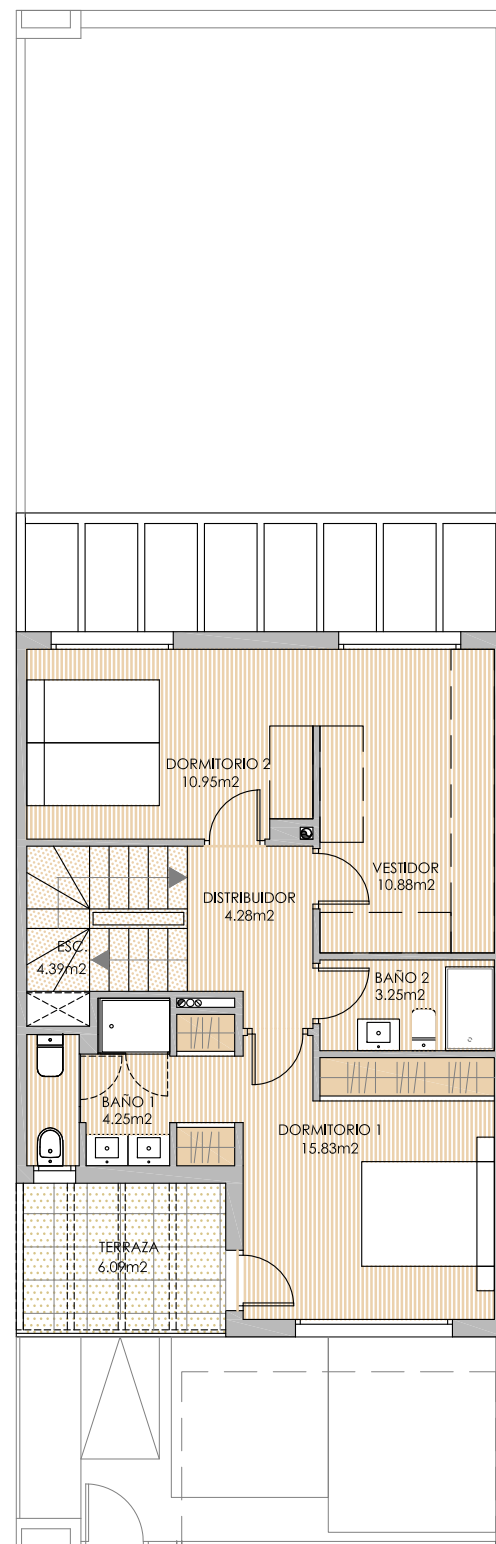 DORMITORIO 2
10.95m2
VESTIDOR
10.88m2
DISTRIBUIDOR
4.28m2
ESC.
4.39m2
BAÑO 2
3.25m2
BAÑO 1
4.25m2
DORMITORIO 1
15.83m2
TERRAZA
6.09m2